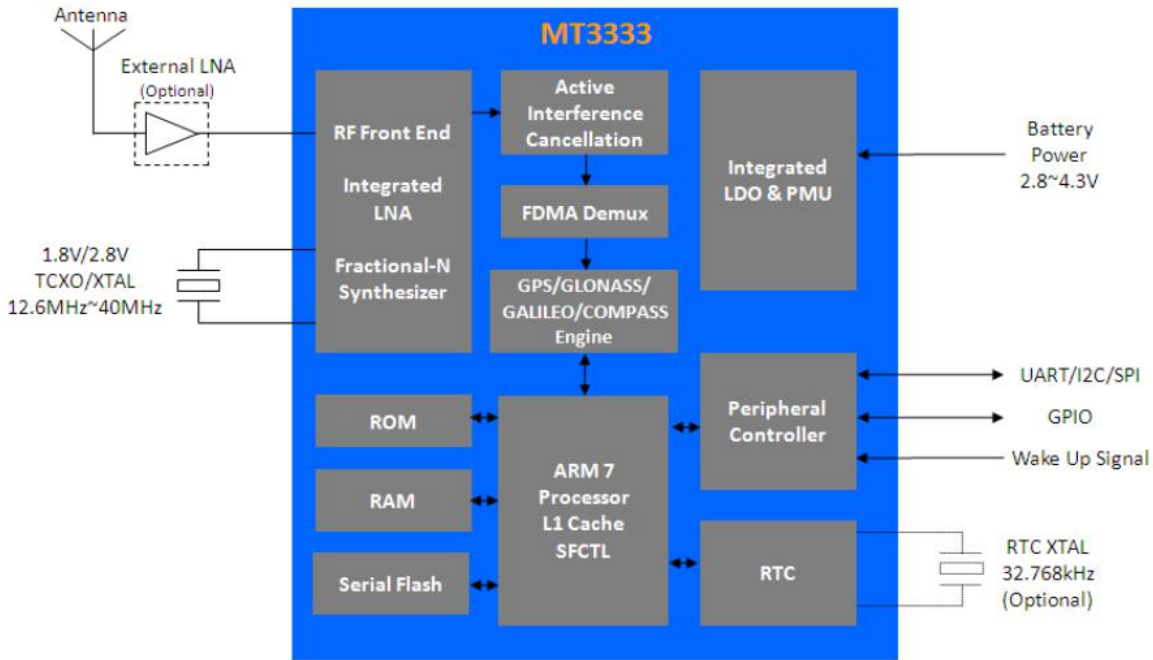 Antenna
External LNA
(Optional)
1.8V/2.8V
TCXO/XTAL
12.6MHz~40MHz
MT3333
RF Front End
Integrated
LNA
Fractional-N
Synthesizer
Active
Interference
Cancellation
FDMA Demux
GPS/GLONASS/
GALILEO/COMPASS
Engine
Integrated
LDO & PMU
Battery
Power
2.8~4.3V
ROM
RAM
Serial Flash
ARM 7
Processor
L1 Cache
SFCTL
Peripheral
Controller
RTC
UART/I2C/SPI
GPIO
Wake Up Signal
RTC XTAL
32.768kHz
(Optional)